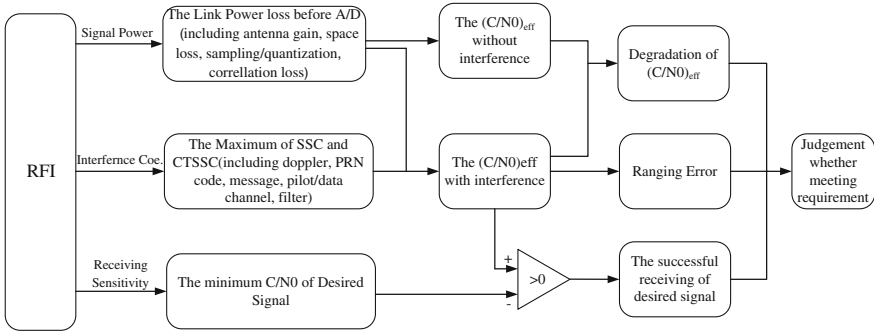 RFI
Signal Power
The Link Power loss before A/D
(including antenna gain, space
loss, sampling/quantization,
correllation loss)
The (C/N0)eff
without
interference
Degradation of
(C/N0)eff
Interfernce Coe.
The Maximum of SSC and
CTSSC(including doppler, PRN
code, message, pilot/data
channel, filter)
The (C/N0)eff
with interference
Ranging Error
Judgement
whether
meeting
requirement
Receiving
Sensitivity
The minimum C/N0 of Desired
Signal
+
>0
-
The successful
receiving of
desired signal